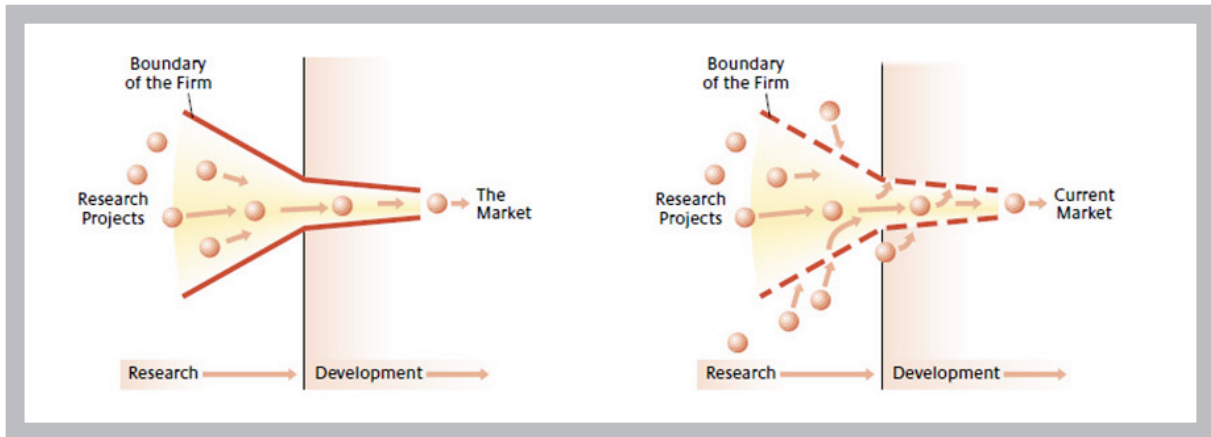 Boundary
of the Firm
Research
Projects
The
Market
Research
Development
Boundary
of the Firm
Research
Projects
Current
Market
Research
Development